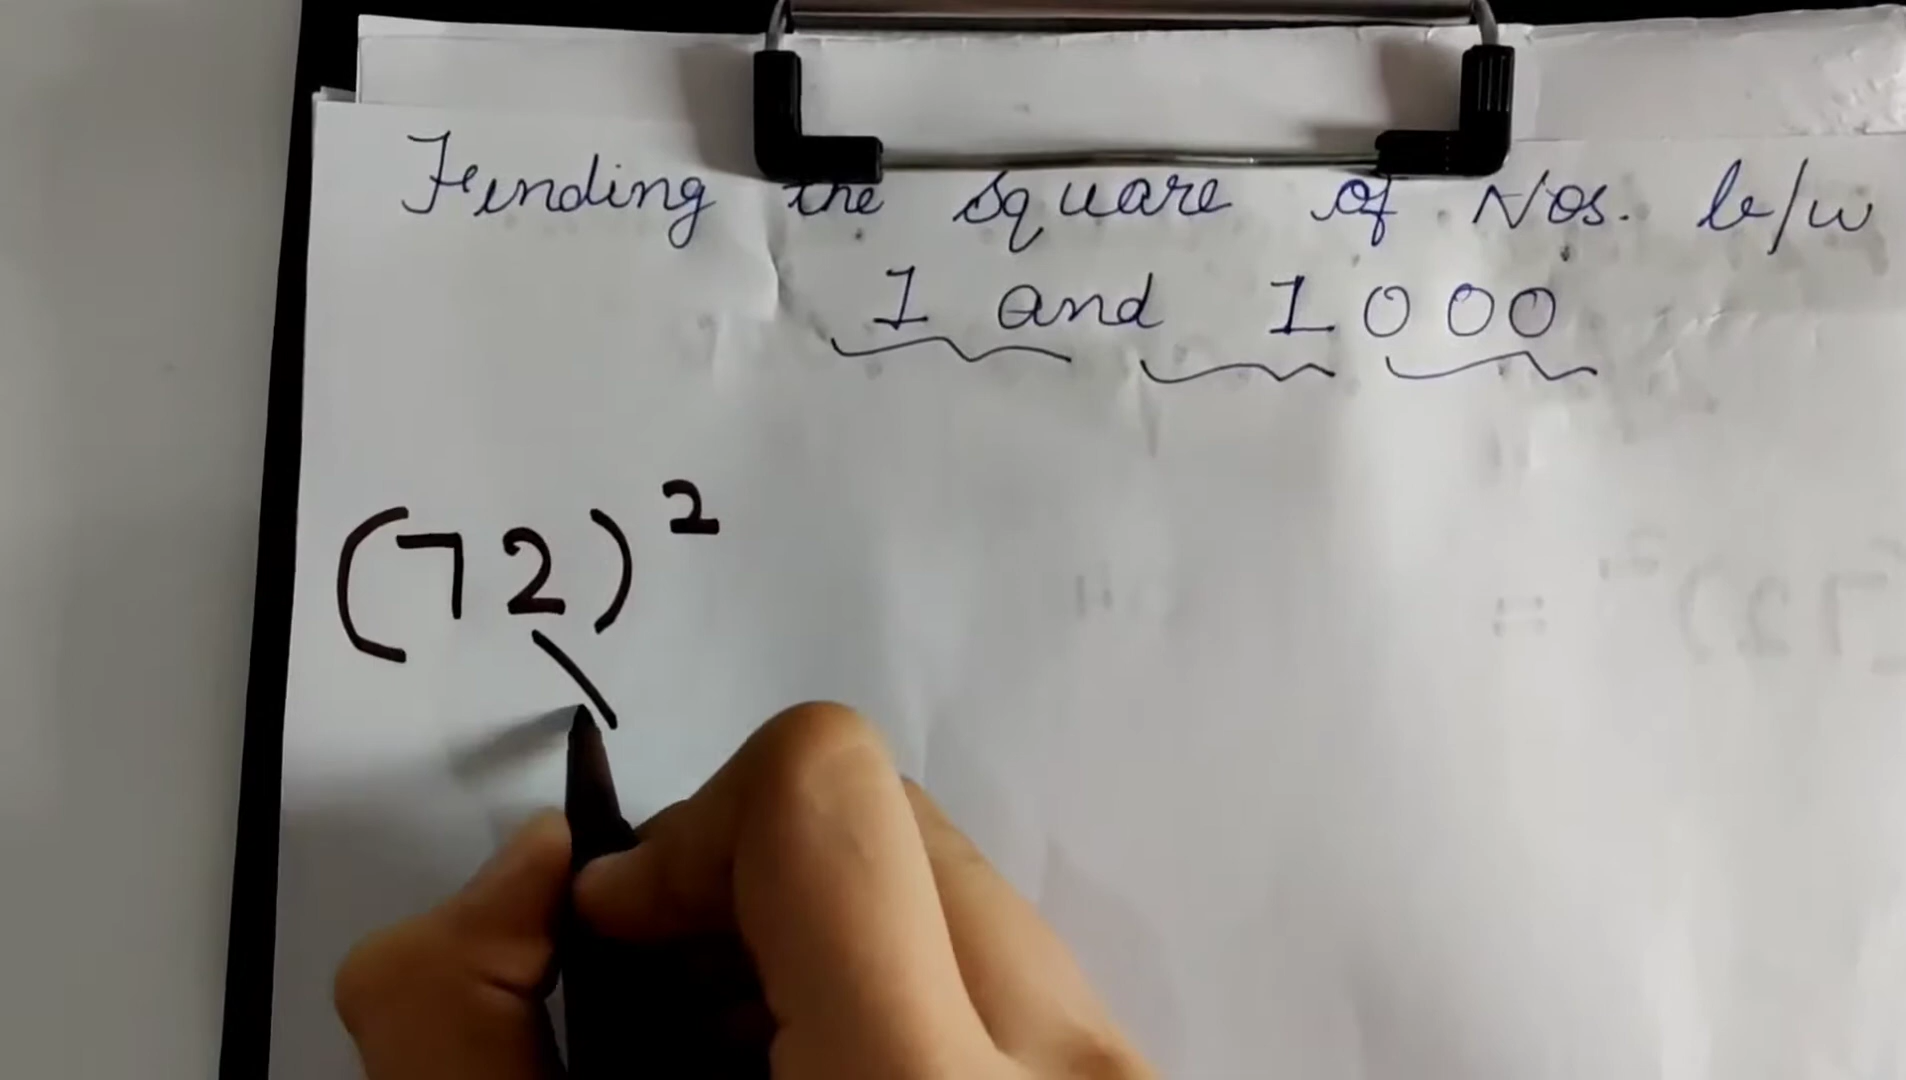 Finding the square of Nos. b/w
1 and 1000
(72)²